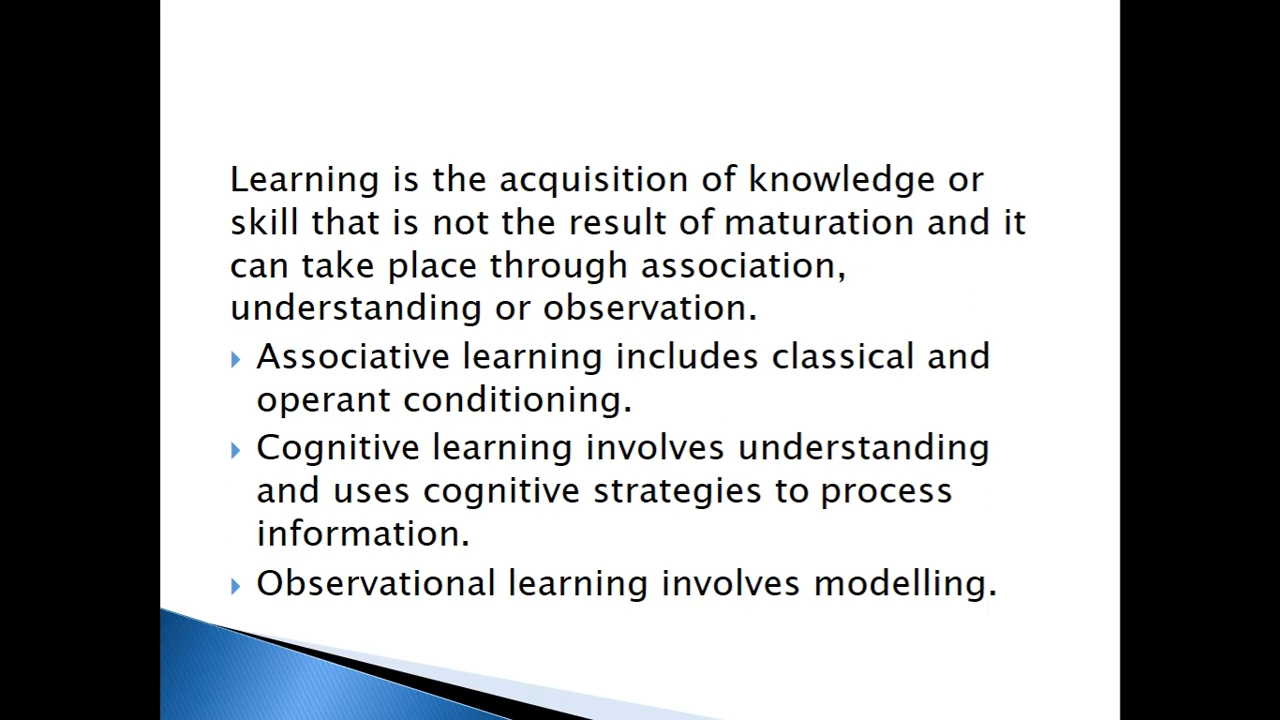 Learning is the acquisition of knowledge or
skill that is not the result of maturation and it
can take place through association,
understanding or observation.
Associative learning includes classical and
operant conditioning.
Cognitive learning involves understanding
and uses cognitive strategies to process
information.
Observational learning involves modelling.